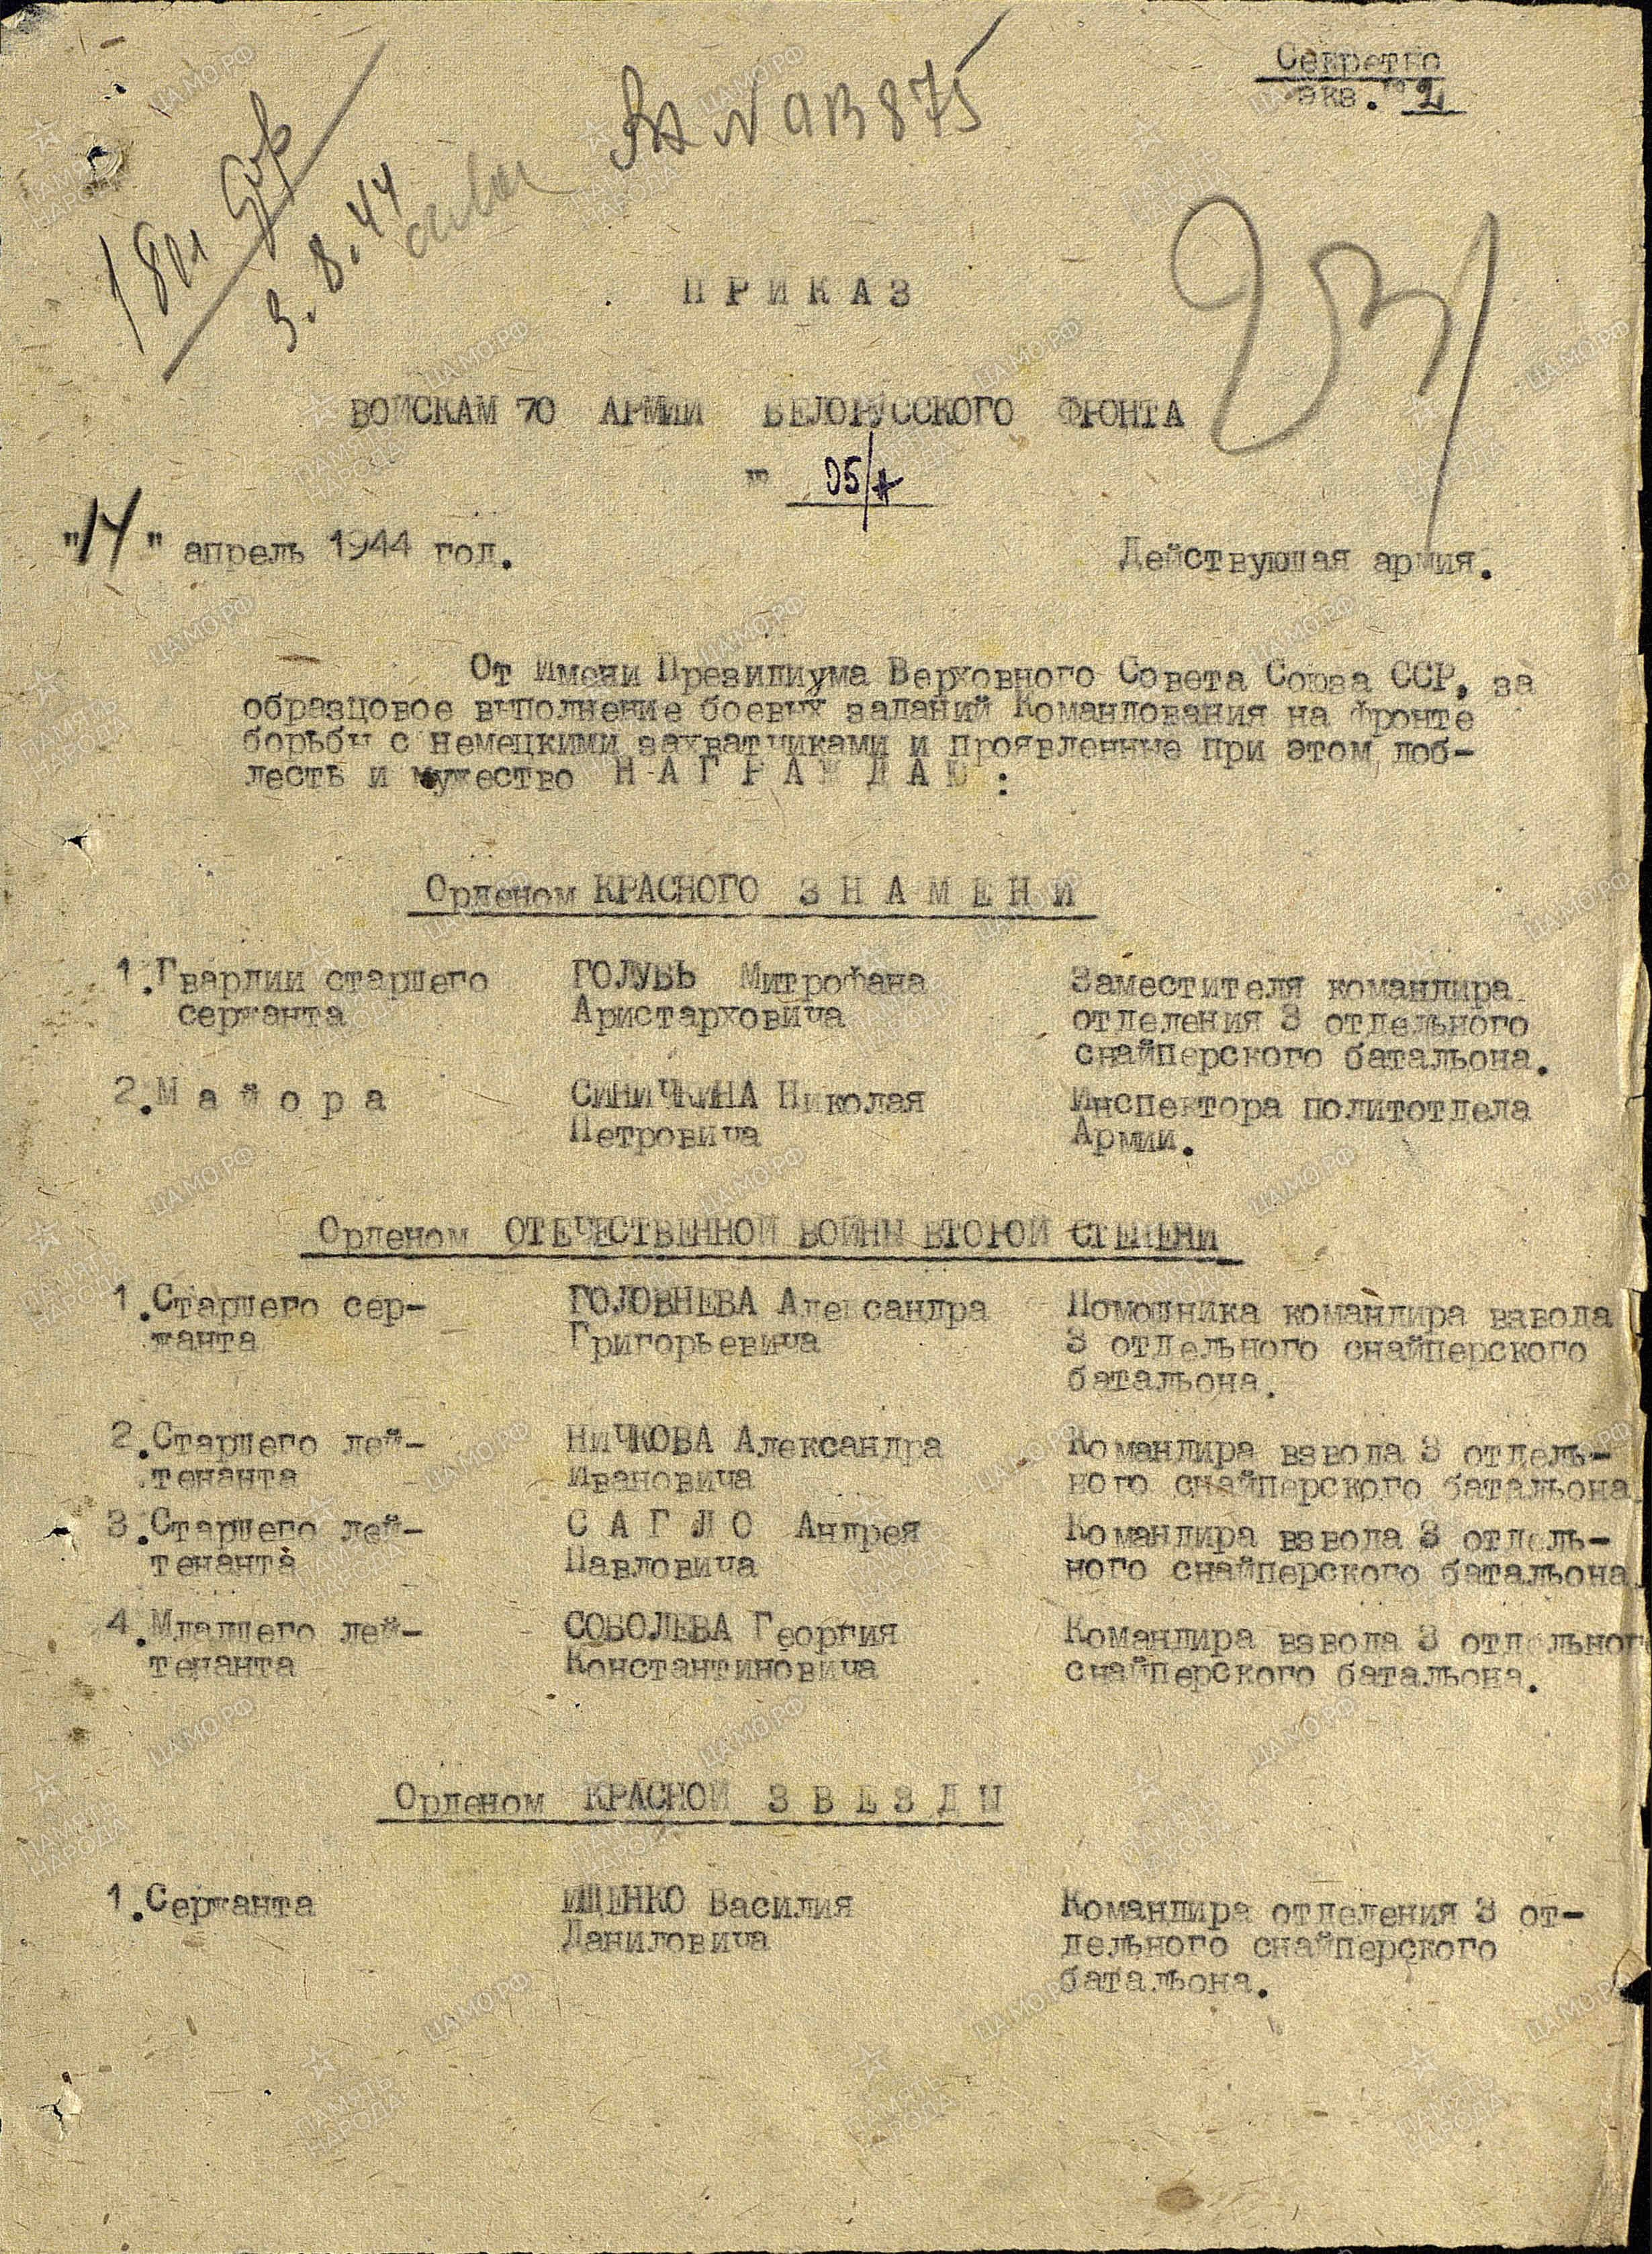 Секретно
экз. № 2
N 0В875
3.8.44
231
ПРИКАЗ
ВОЙСКАМ 70 АРМИИ БЕЛОРУССКОГО ФРОНТА
№ 05/
"14" апрель 1944 год. Действующая армия.
От имени Президиума Верховного Совета Союза ССР, за
образцовое выполнение боевых заданий Командования на фронте
борьбы с немецкими захватчиками и проявленные при этом доб-
лесть и мужество НАГРАЖДАЮ:
Орденом КРАСНОГО ЗНАМЕНИ
1.Гвардии старшего ГОЛУБЬ Митрофана Заместителя командира
сержанта Аристарховича отделения 3 отдельного
снайперского батальона.
2.Майора СИНИЧКИНА Николая Инспектора политотдела
Петровича Армии.
Орденом ОТЕЧЕСТВЕННОЙ ВОЙНЫ ВТОРОЙ СТЕПЕНИ
1.Старшего сер- ГОЛОВНЕВА Александра Помощника командира взвода
жанта Григорьевича 3 отдельного снайперского
батальона.
2.Старшего лей- НИЧКОВА Александра Командира взвода 3 отдель-
тенанта Ивановича ного снайперского батальона
3.Старшего лей- САГЛО Андрея Командира взвода 3 отдель-
тенанта Павловича ного снайперского батальона
4.Младшего лей- СОБОЛЕВА Георгия Командира взвода 3 отдельног
тенанта Константиновича снайперского батальона.
Орденом КРАСНОЙ ЗВЕЗДЫ
1.Сержанта ИЩЕНКО Василия Командира отделения 3 от-
Даниловича дельного снайперского
батальона.